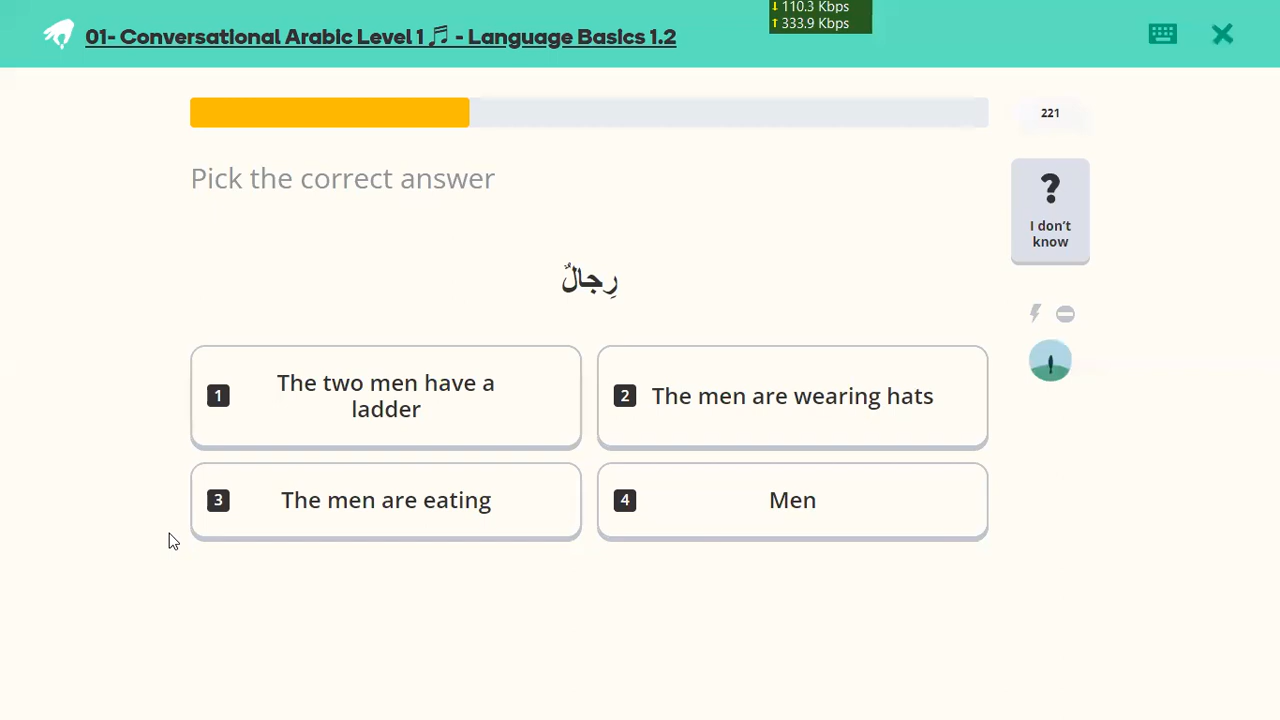 ↓ 110.3 Kbps
↑ 333.9 Kbps
01- Conversational Arabic Level 1 🎵 - Language Basics 1.2
221
Pick the correct answer
?
I don't
know
رِجالٌ
1 The two men have a
ladder
2 The men are wearing hats
3 The men are eating
4 Men